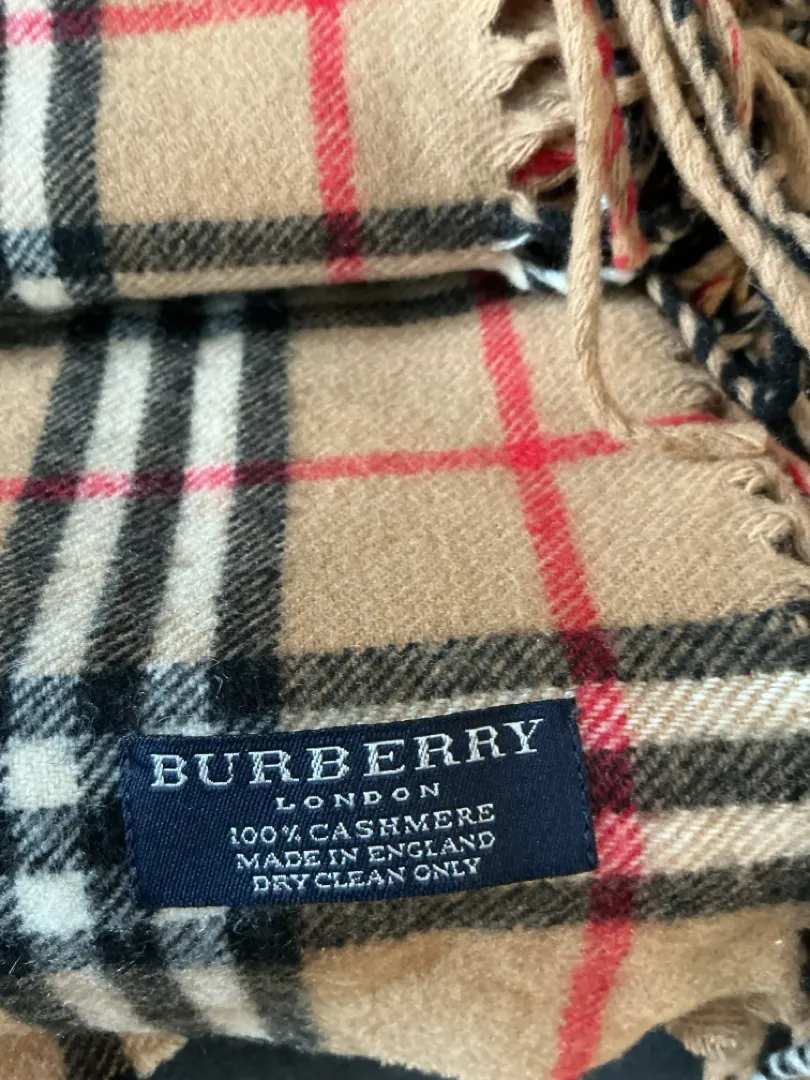 BURBERRY
LONDON
100% CASHMERE
MADE IN ENGLAND
DRY CLEAN ONLY